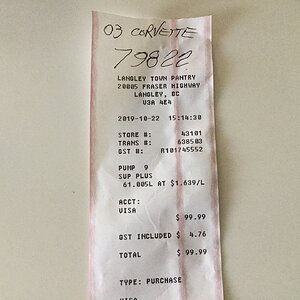 03 CORVETTE
79822
LANGLEY TOWN PANTRY
20085 FRASER HIGHWAY
LANGLEY, BC
V3A 4E4
2019-10-22 15:14:30
STORE #: 43101
TRANS #: 638503
GST #: R101745552
PUMP 9
SUP PLUS
61.005L AT $1.639/L
ACCT:
VISA
$ 99.99
GST INCLUDED $ 4.76
TOTAL $ 99.99
TYPE: PURCHASE
VISA